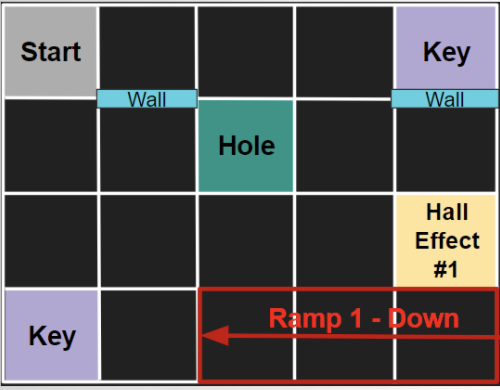 Start
Key
Wall
Wall
Hole
Hall
Effect
#1
Ramp 1 - Down
Key